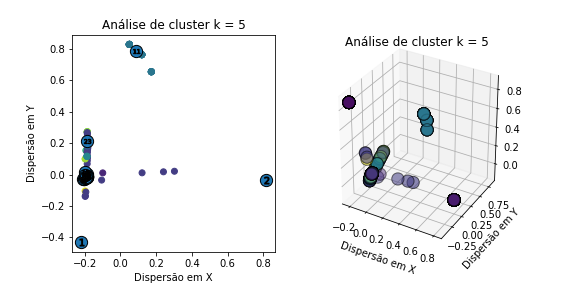 Análise de cluster k = 5
0.8
0.6
0.4
0.2
0.0
−0.2
−0.4
Dispersão em Y
11
23
1
2
−0.2 0.0 0.2 0.4 0.6 0.8
Dispersão em X
Análise de cluster k = 5
0.8
0.6
0.4
0.2
0.0
−0.2 0.0 0.2 0.4 0.6 0.8
Dispersão em X
0.75
0.50
0.25
0.00
−0.25
Dispersão em Y